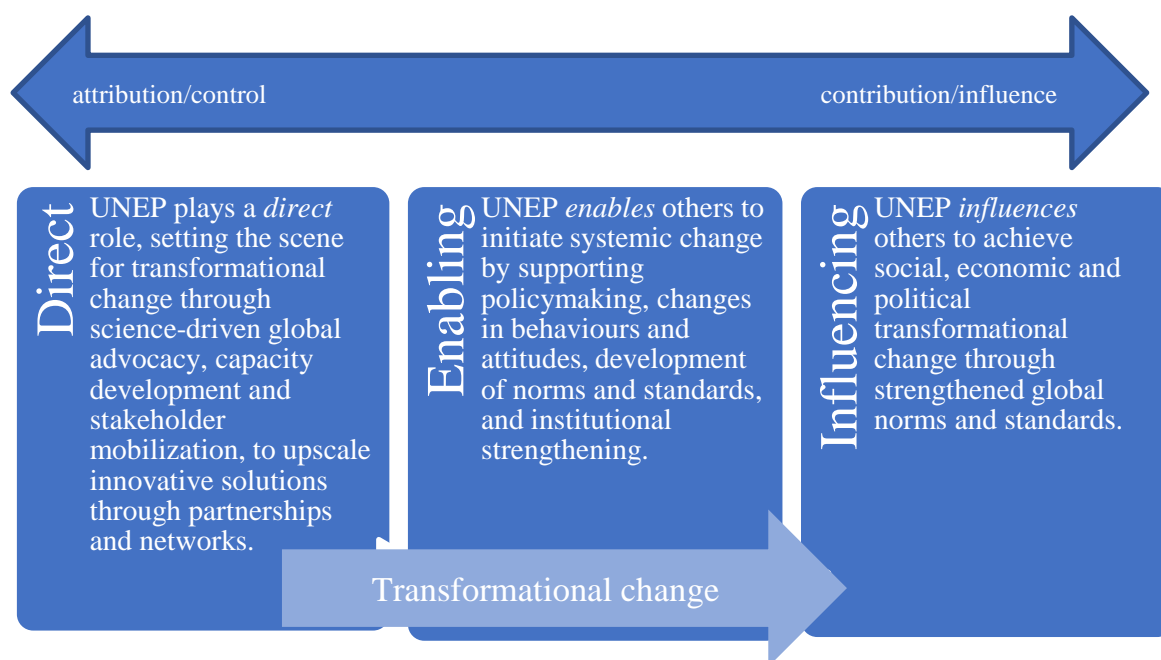 attribution/control
contribution/influence
Direct
UNEP plays a direct
role, setting the scene
for transformational
change through
science-driven global
advocacy, capacity
development and
stakeholder
mobilization, to upscale
innovative solutions
through partnerships
and networks.
Enabling
UNEP enables others to
initiate systemic change
by supporting
policymaking, changes
in behaviours and
attitudes, development
of norms and standards,
and institutional
strengthening.
Influencing
UNEP influences
others to achieve
social, economic and
political
transformational
change through
strengthened global
norms and standards.
Transformational change